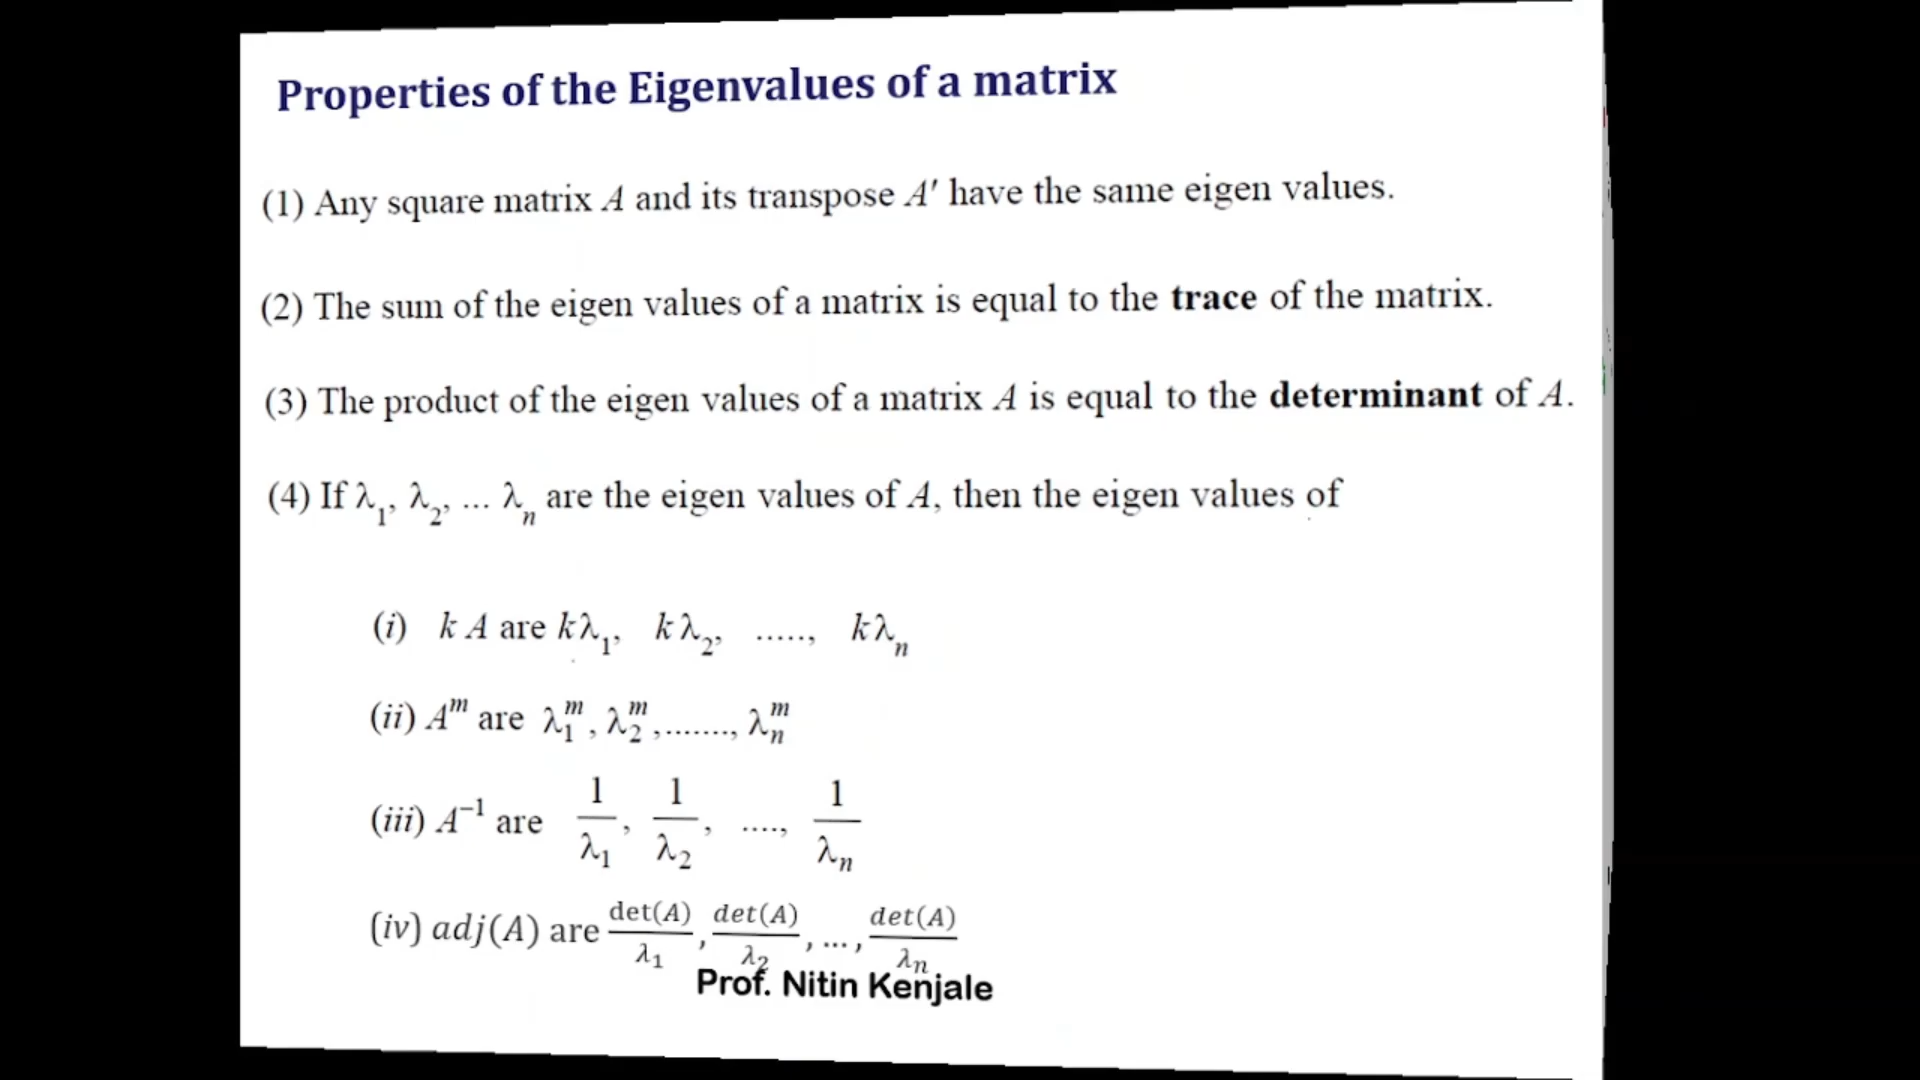 Properties of the Eigenvalues of a matrix
(1) Any square matrix A and its transpose A′ have the same eigen values.
(2) The sum of the eigen values of a matrix is equal to the trace of the matrix.
(3) The product of the eigen values of a matrix A is equal to the determinant of A.
(4) If λ₁, λ₂, ... λₙ are the eigen values of A, then the eigen values of
(i) k A are kλ₁, kλ₂, ....., kλₙ
(ii) Aᵐ are λ₁ᵐ, λ₂ᵐ,......., λₙᵐ
(iii) A⁻¹ are 1/λ₁, 1/λ₂, ...., 1/λₙ
(iv) adj(A) are det(A)/λ₁, det(A)/λ₂, ..., det(A)/λₙ
Prof. Nitin Kenjale